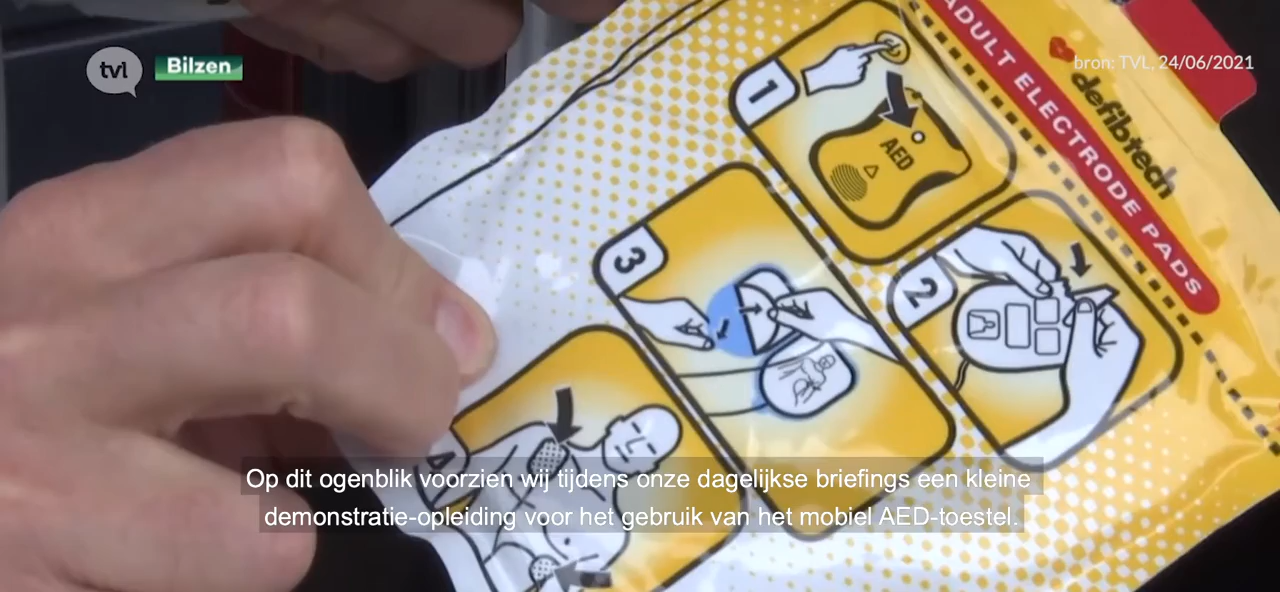 tvl
Bilzen
bron: TVL, 24/06/2021
ADULT ELECTRODE PADS
defibtech
1
AED
2
3
4
Op dit ogenblik voorzien wij tijdens onze dagelijkse briefings een kleine
demonstratie-opleiding voor het gebruik van het mobiel AED-toestel.